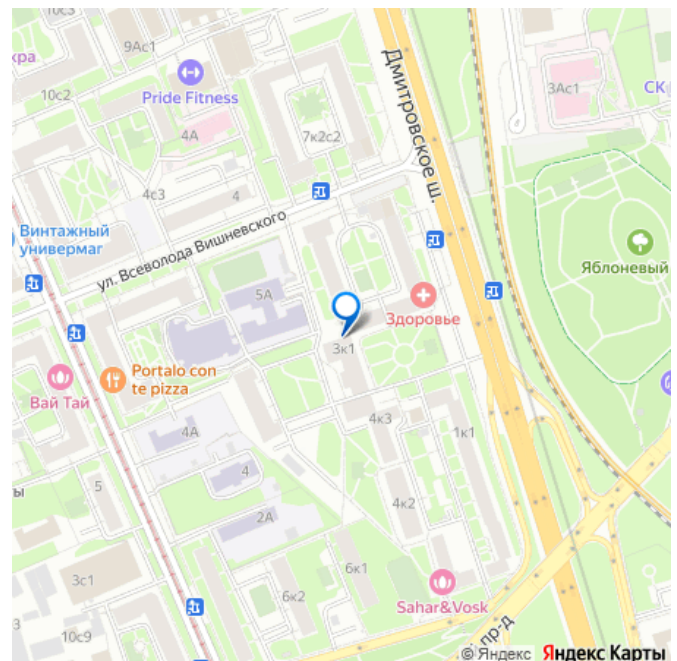 10с3
9Ас1
кра
Pride Fitness
10с2
4А
7к2с2
Дмитровское ш.
3Ас1
СК
4с3
4
ул. Всеволода Вишневского
Винтажный
универмаг
Яблоневый
5А
Здоровье
3к1
Portalo con
te pizza
Вай Тай
4к3
1к1
4А
4
5
ы
4к2
2А
3с1
6к1
6к2
Sahar&Vosk
3
10с9
пр-д
© Яндекс Яндекс Карты